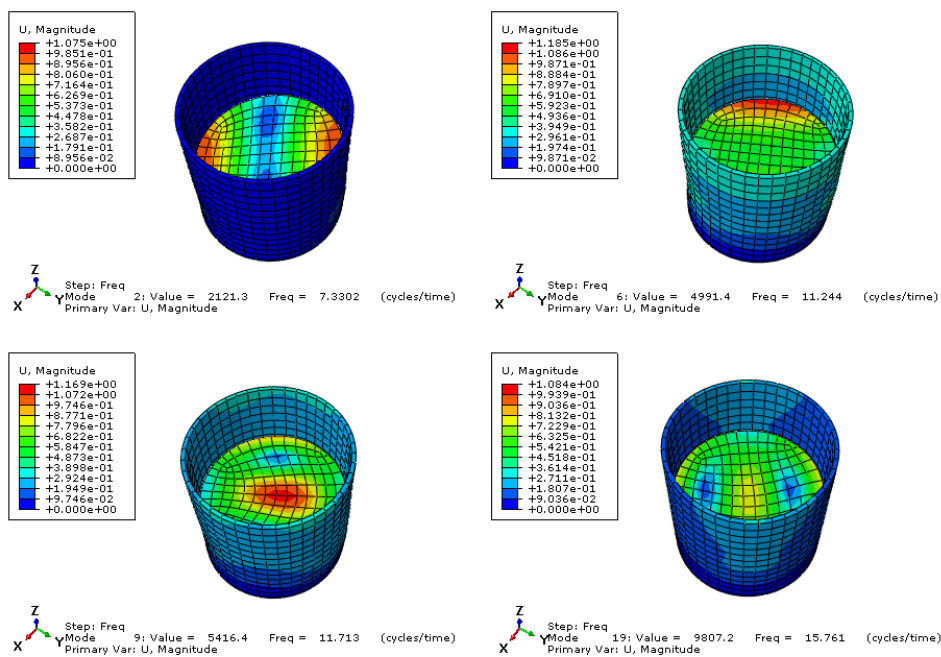 U, Magnitude
+1.075e+00
+9.851e-01
+8.956e-01
+8.060e-01
+7.164e-01
+6.269e-01
+5.373e-01
+4.478e-01
+3.582e-01
+2.687e-01
+1.791e-01
+8.956e-02
+0.000e+00
Z
X
Y
Step: Freq
Mode 2: Value = 2121.3 Freq = 7.3302 (cycles/time)
Primary Var: U, Magnitude
U, Magnitude
+1.185e+00
+1.086e+00
+9.871e-01
+8.884e-01
+7.897e-01
+6.910e-01
+5.923e-01
+4.936e-01
+3.949e-01
+2.961e-01
+1.974e-01
+9.871e-02
+0.000e+00
Z
X
Y
Step: Freq
Mode 6: Value = 4991.4 Freq = 11.244 (cycles/time)
Primary Var: U, Magnitude
U, Magnitude
+1.169e+00
+1.072e+00
+9.746e-01
+8.771e-01
+7.796e-01
+6.822e-01
+5.847e-01
+4.873e-01
+3.898e-01
+2.924e-01
+1.949e-01
+9.746e-02
+0.000e+00
Z
X
Y
Step: Freq
Mode 9: Value = 5416.4 Freq = 11.713 (cycles/time)
Primary Var: U, Magnitude
U, Magnitude
+1.084e+00
+9.939e-01
+9.036e-01
+8.132e-01
+7.229e-01
+6.325e-01
+5.421e-01
+4.518e-01
+3.614e-01
+2.711e-01
+1.807e-01
+9.036e-02
+0.000e+00
Z
X
Y
Step: Freq
Mode 19: Value = 9807.2 Freq = 15.761 (cycles/time)
Primary Var: U, Magnitude